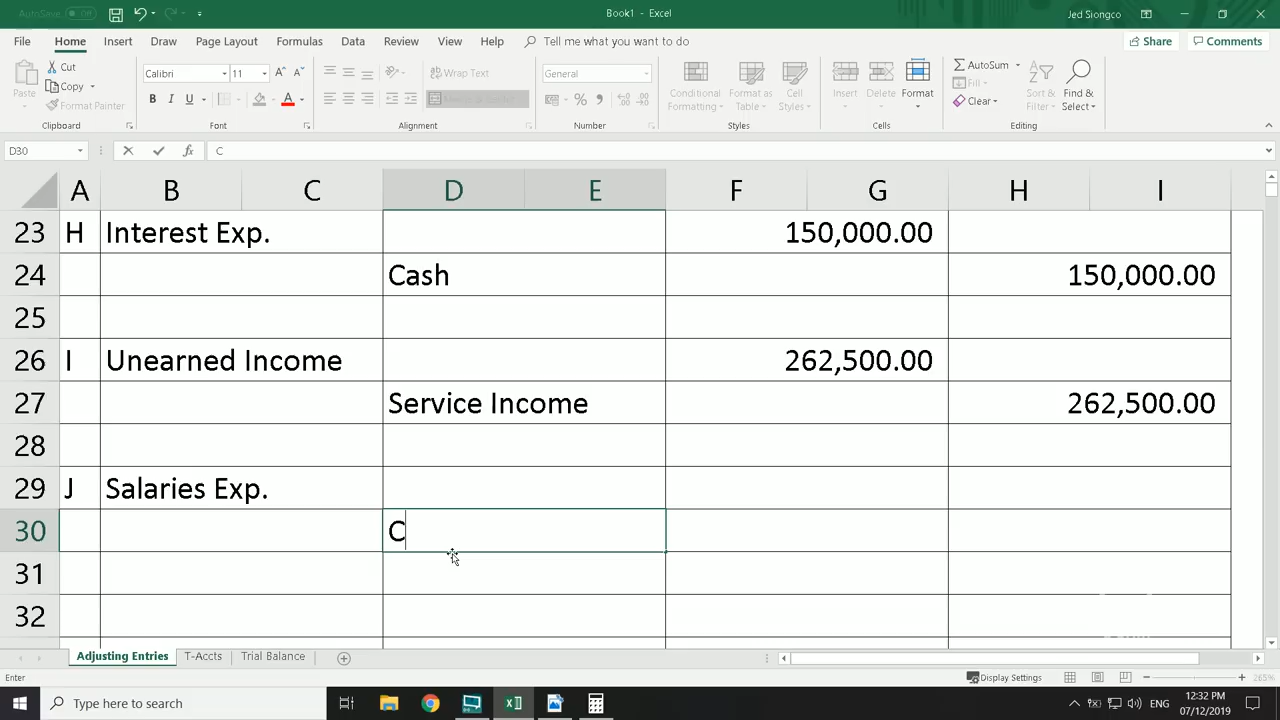 AutoSave Off
Book1 - Excel
Jed Siongco
File Home Insert Draw Page Layout Formulas Data Review View Help Tell me what you want to do Share Comments
Paste
Cut
Copy
Format Painter
Clipboard
Calibri 11
B I U
Font
Wrap Text
Alignment
General
Number
Conditional Formatting
Format as Table
Cell Styles
Styles
Insert Delete Format
Cells
AutoSum
Fill
Clear
Sort & Filter
Find & Select
Editing
D30 fx C
A B C D E F G H I
23 H Interest Exp. 150,000.00
24 Cash 150,000.00
25
26 I Unearned Income 262,500.00
27 Service Income 262,500.00
28
29 J Salaries Exp.
30 C
31
32
Adjusting Entries T-Accts Trial Balance
Enter Display Settings 265%
Type here to search
ENG
12:32 PM
07/12/2019